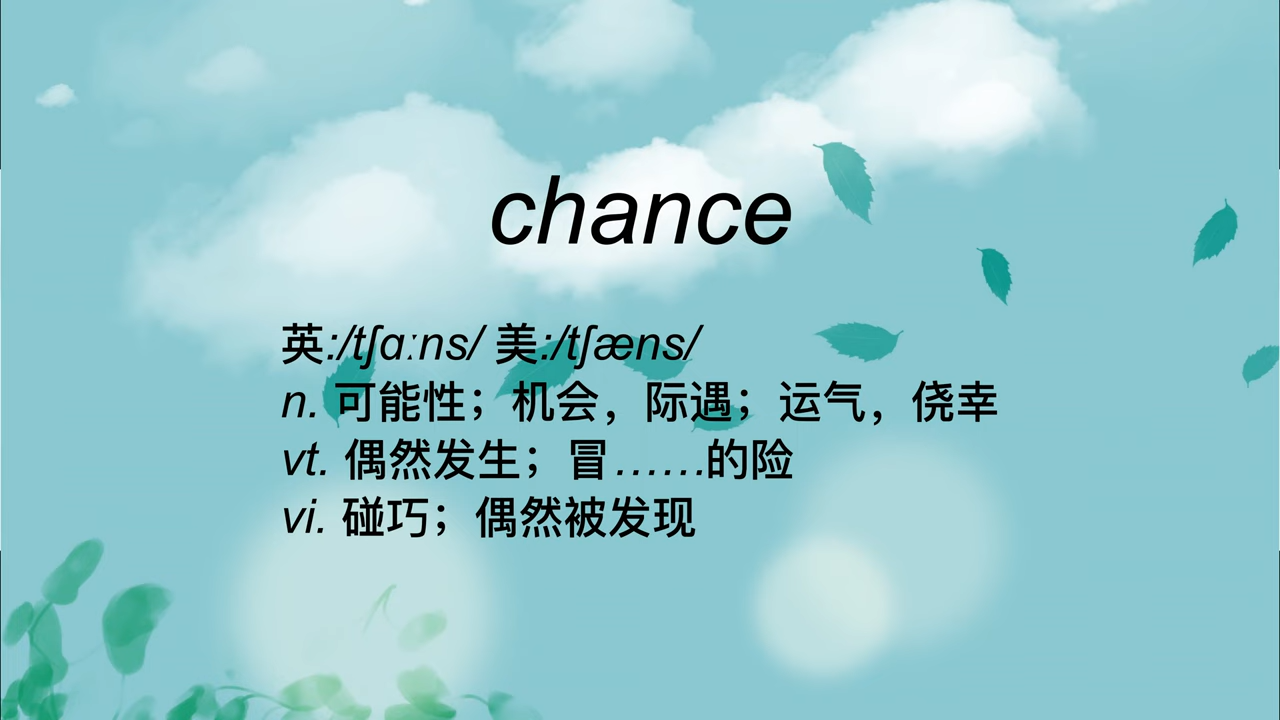 chance
英:/tʃɑːns/ 美:/tʃæns/
n. 可能性；机会，际遇；运气，侥幸
vt. 偶然发生；冒……的险
vi. 碰巧；偶然被发现